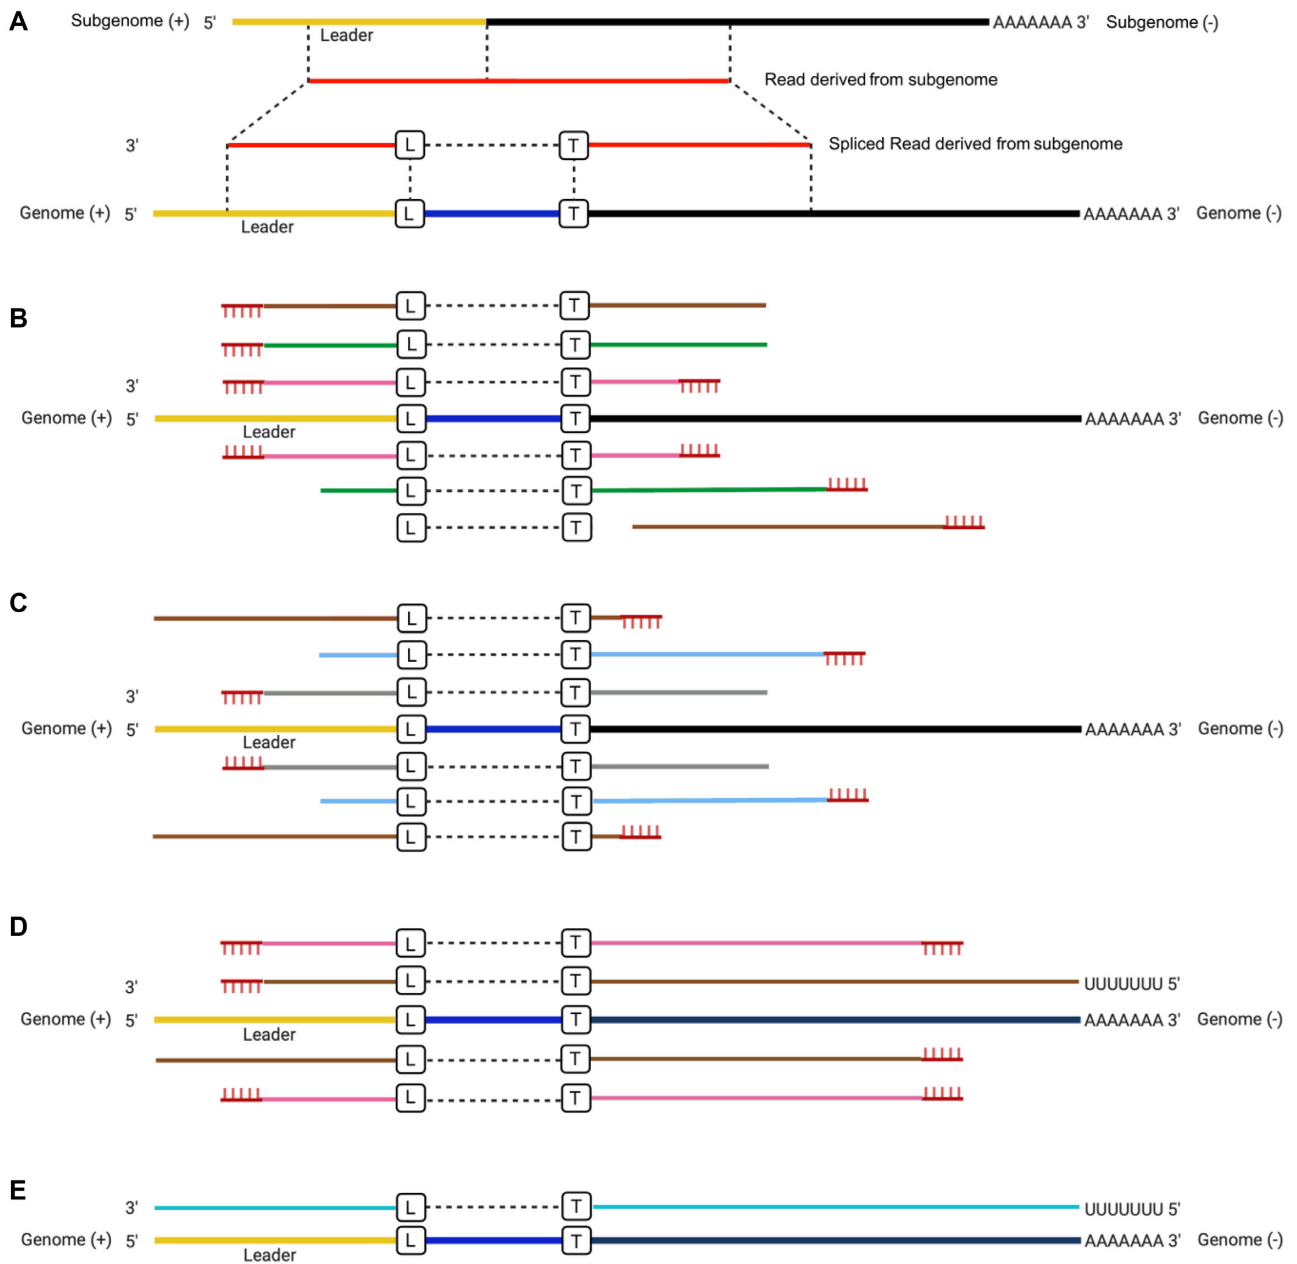 A
Subgenome (+) 5' AAAAAAA 3' Subgenome (-)
Leader
Read derived from subgenome
3' L T Spliced Read derived from subgenome
Genome (+) 5' L T AAAAAAA 3' Genome (-)
Leader
B
L T
L T
3' L T
Genome (+) 5' L T AAAAAAA 3' Genome (-)
Leader
L T
L T
L T
C
L T
L T
3' L T
Genome (+) 5' L T AAAAAAA 3' Genome (-)
Leader
L T
L T
L T
D
L T
3' L T UUUUUUU 5'
Genome (+) 5' L T AAAAAAA 3' Genome (-)
Leader
L T
L T
E
3' L T UUUUUUU 5'
Genome (+) 5' L T AAAAAAA 3' Genome (-)
Leader